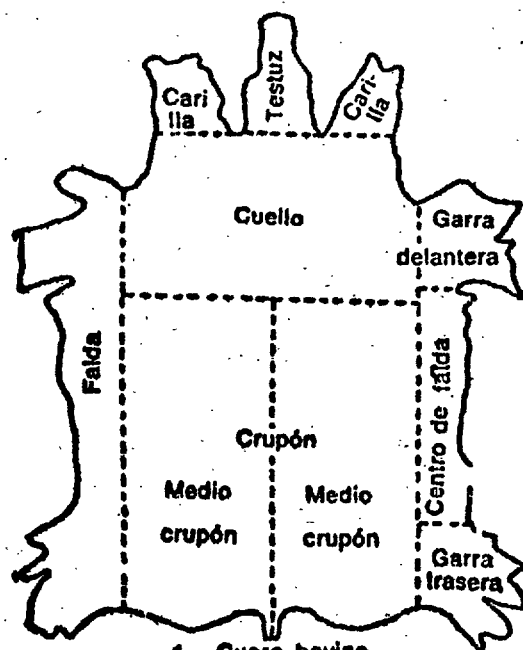 Testuz
Cari
lla
Cari-
lla
Cuello
Garra
delantera
Falda
Centro de falda
Crupón
Medio
crupón
Medio
crupón
Garra
trasera
1
Cuero bovino